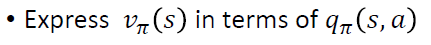 • Express vπ(s) in terms of qπ(s, a)